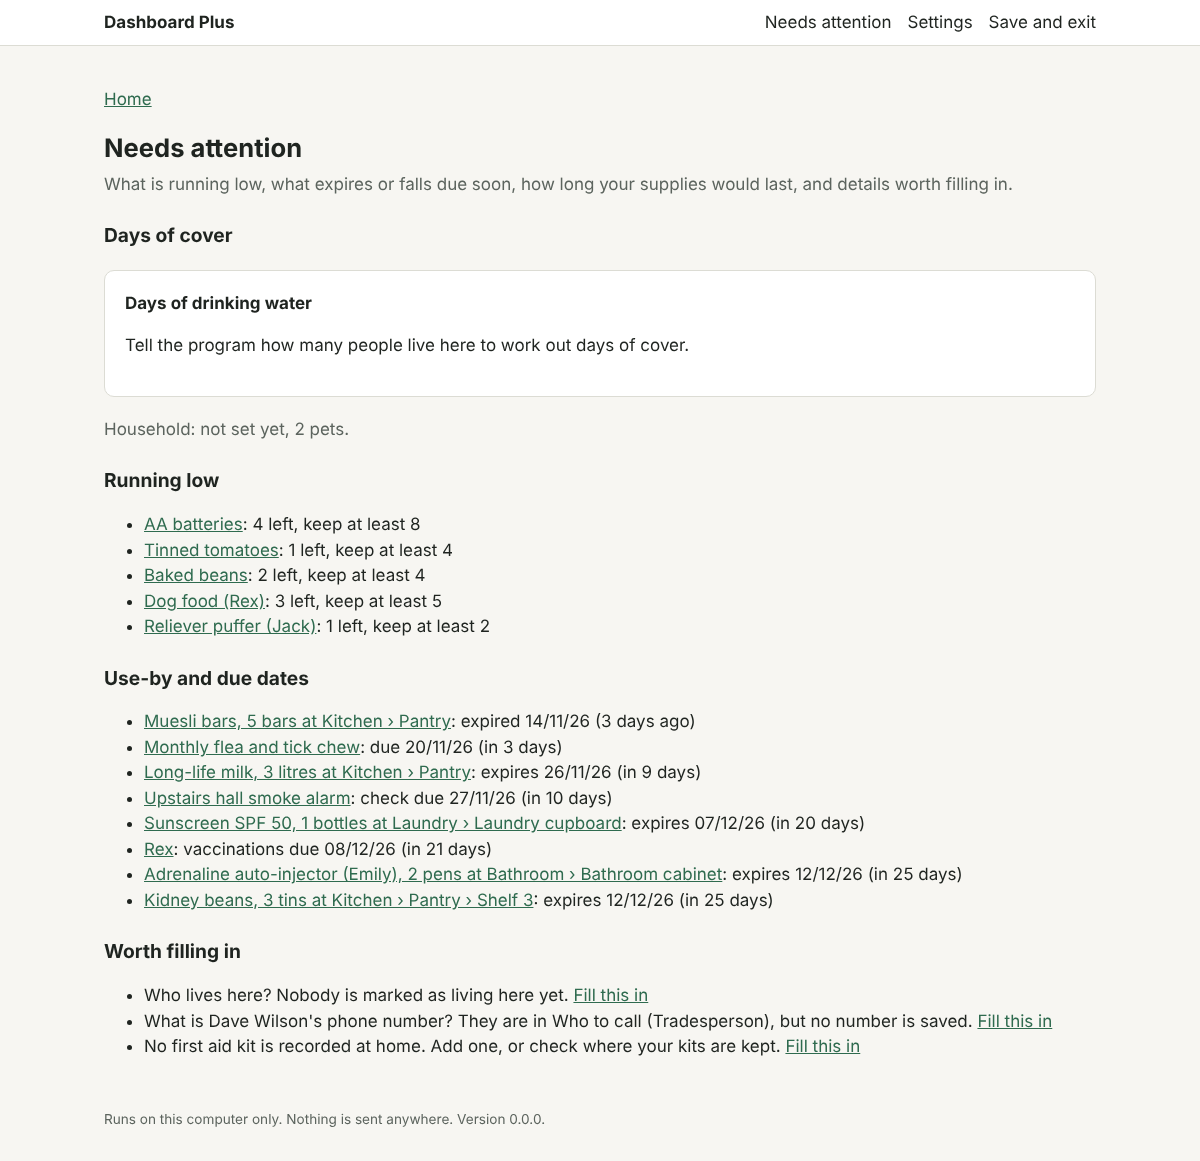 Dashboard Plus
Needs attention Settings Save and exit
Home
Needs attention
What is running low, what expires or falls due soon, how long your supplies would last, and details worth filling in.
Days of cover
Days of drinking water
Tell the program how many people live here to work out days of cover.
Household: not set yet, 2 pets.
Running low
AA batteries: 4 left, keep at least 8
Tinned tomatoes: 1 left, keep at least 4
Baked beans: 2 left, keep at least 4
Dog food (Rex): 3 left, keep at least 5
Reliever puffer (Jack): 1 left, keep at least 2
Use-by and due dates
Muesli bars, 5 bars at Kitchen › Pantry: expired 14/11/26 (3 days ago)
Monthly flea and tick chew: due 20/11/26 (in 3 days)
Long-life milk, 3 litres at Kitchen › Pantry: expires 26/11/26 (in 9 days)
Upstairs hall smoke alarm: check due 27/11/26 (in 10 days)
Sunscreen SPF 50, 1 bottles at Laundry › Laundry cupboard: expires 07/12/26 (in 20 days)
Rex: vaccinations due 08/12/26 (in 21 days)
Adrenaline auto-injector (Emily), 2 pens at Bathroom › Bathroom cabinet: expires 12/12/26 (in 25 days)
Kidney beans, 3 tins at Kitchen › Pantry › Shelf 3: expires 12/12/26 (in 25 days)
Worth filling in
Who lives here? Nobody is marked as living here yet. Fill this in
What is Dave Wilson's phone number? They are in Who to call (Tradesperson), but no number is saved. Fill this in
No first aid kit is recorded at home. Add one, or check where your kits are kept. Fill this in
Runs on this computer only. Nothing is sent anywhere. Version 0.0.0.